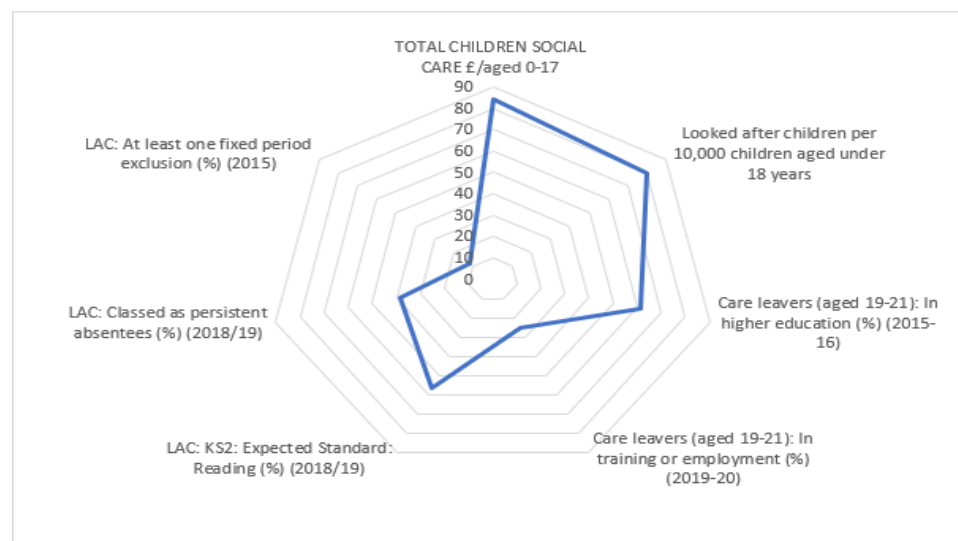 TOTAL CHILDREN SOCIAL
CARE £/aged 0-17
90
80
70
60
50
40
30
20
10
0
Looked after children per
10,000 children aged under
18 years
Care leavers (aged 19-21): In
higher education (%) (2015-
16)
Care leavers (aged 19-21): In
training or employment (%)
(2019-20)
LAC: KS2: Expected Standard:
Reading (%) (2018/19)
LAC: Classed as persistent
absentees (%) (2018/19)
LAC: At least one fixed period
exclusion (%) (2015)